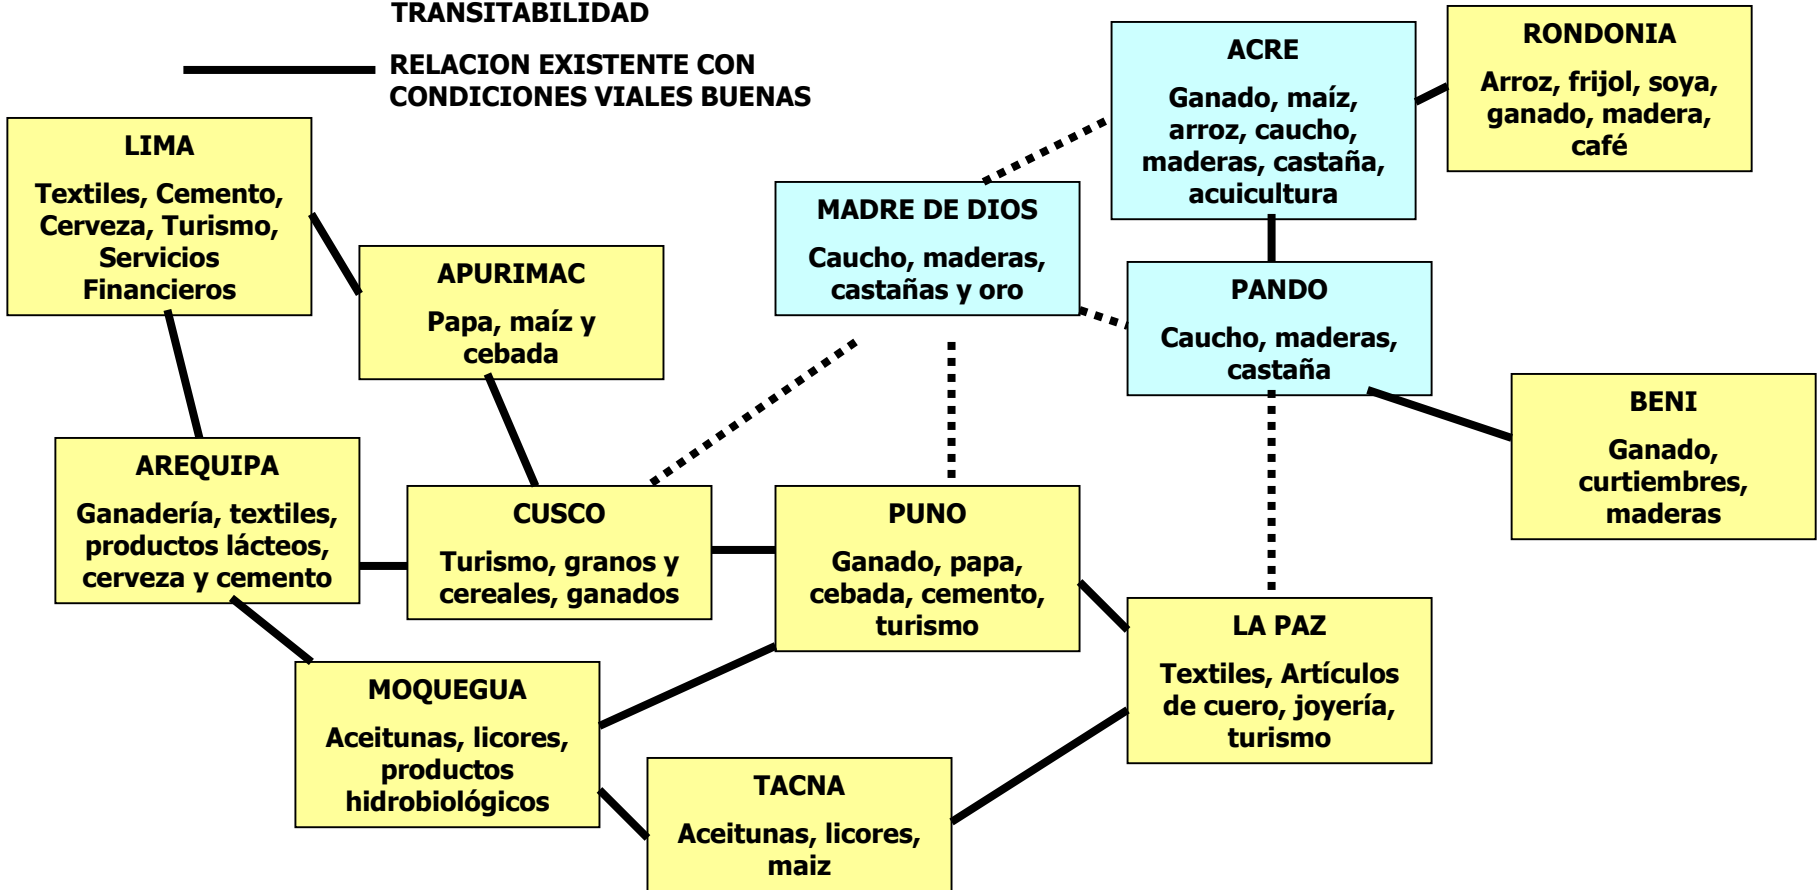 TRANSITABILIDAD
RELACION EXISTENTE CON
CONDICIONES VIALES BUENAS
LIMA
Textiles, Cemento,
Cerveza, Turismo,
Servicios
Financieros
APURIMAC
Papa, maíz y
cebada
MADRE DE DIOS
Caucho, maderas,
castañas y oro
ACRE
Ganado, maíz,
arroz, caucho,
maderas, castaña,
acuicultura
RONDONIA
Arroz, frijol, soya,
ganado, madera,
café
PANDO
Caucho, maderas,
castaña
BENI
Ganado,
curtiembres,
maderas
AREQUIPA
Ganadería, textiles,
productos lácteos,
cerveza y cemento
CUSCO
Turismo, granos y
cereales, ganados
PUNO
Ganado, papa,
cebada, cemento,
turismo
LA PAZ
Textiles, Artículos
de cuero, joyería,
turismo
MOQUEGUA
Aceitunas, licores,
productos
hidrobiológicos
TACNA
Aceitunas, licores,
maiz